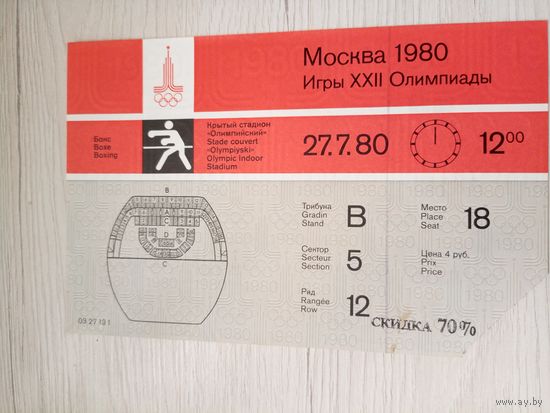 Москва 1980
Игры XXII Олимпиады
Бокс
Boxe
Boxing
Крытый стадион
«Олимпийский»
Stade couvert
«Olympiyski»
Olympic Indoor
Stadium
27.7.80
12⁰⁰
Трибуна
Gradin
Stand
B
Место
Place
Seat
18
Сектор
Secteur
Section
5
Цена 4 руб.
Prix
Price
Ряд
Rangée
Row
12
СКИДКА 70%
B
A
C
D
C
www.ay.by